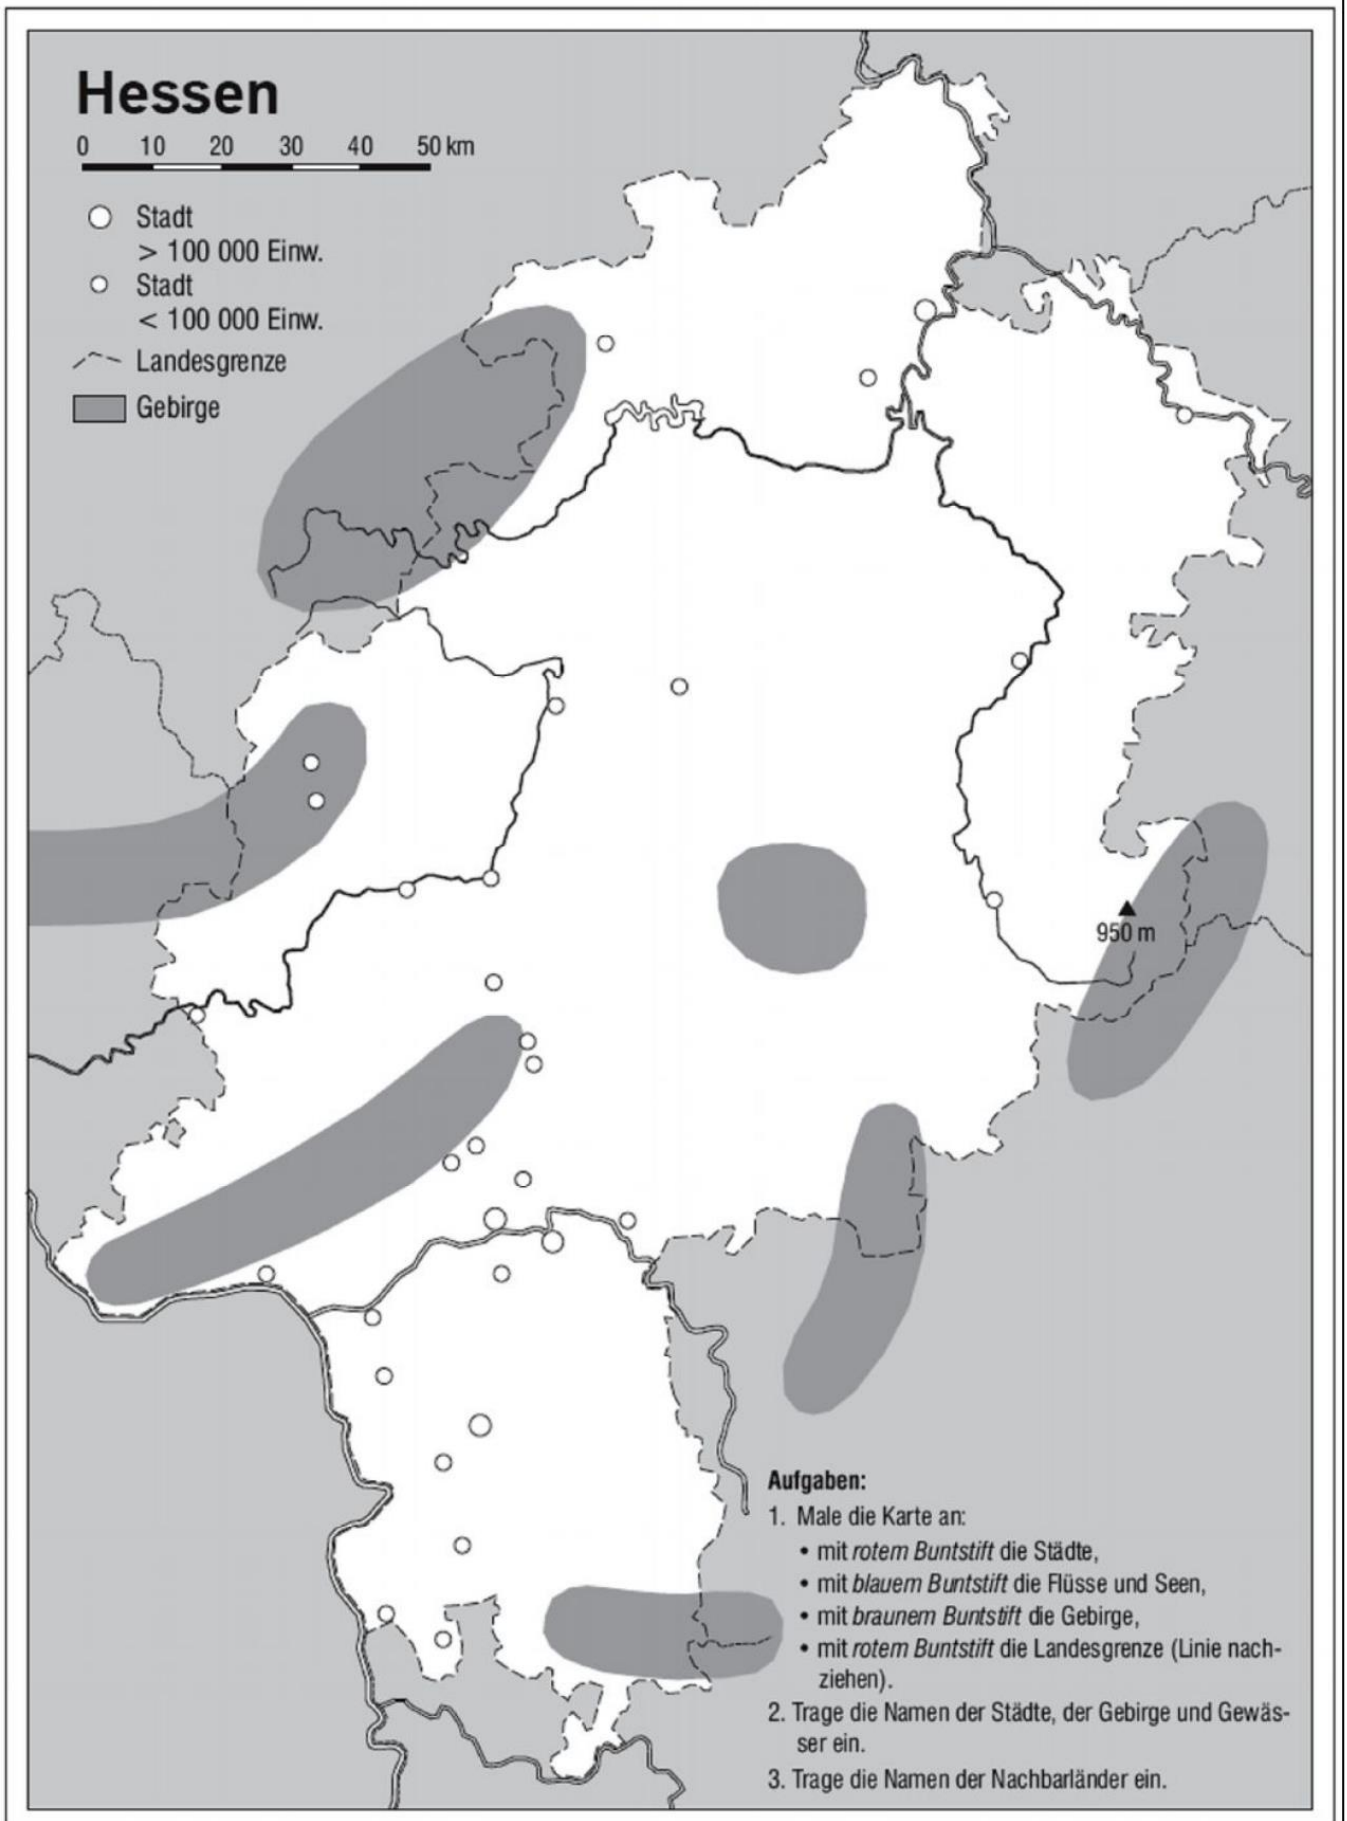 Hessen
0 10 20 30 40 50 km
Stadt
> 100 000 Einw.
Stadt
< 100 000 Einw.
Landesgrenze
Gebirge
950 m
Aufgaben:
1. Male die Karte an:
• mit rotem Buntstift die Städte,
• mit blauem Buntstift die Flüsse und Seen,
• mit braunem Buntstift die Gebirge,
• mit rotem Buntstift die Landesgrenze (Linie nach-
ziehen).
2. Trage die Namen der Städte, der Gebirge und Gewäs-
ser ein.
3. Trage die Namen der Nachbarländer ein.